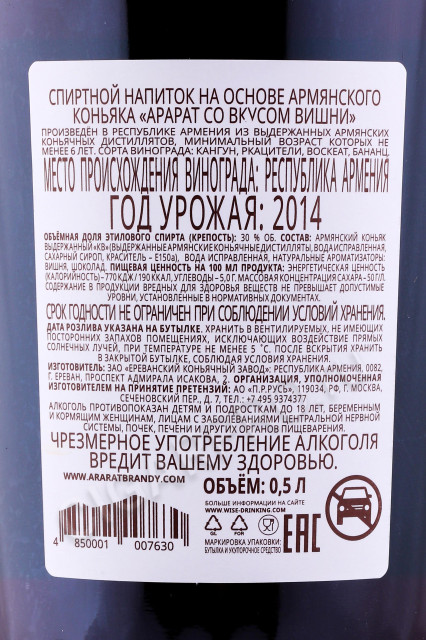 СПИРТНОЙ НАПИТОК НА ОСНОВЕ АРМЯНСКОГО
КОНЬЯКА «АРАРАТ СО ВКУСОМ ВИШНИ»
ПРОИЗВЕДЁН В РЕСПУБЛИКЕ АРМЕНИЯ ИЗ ВЫДЕРЖАННЫХ АРМЯНСКИХ
КОНЬЯЧНЫХ ДИСТИЛЛЯТОВ, МИНИМАЛЬНЫЙ ВОЗРАСТ КОТОРЫХ НЕ
МЕНЕЕ 6 ЛЕТ. СОРТА ВИНОГРАДА: КАНГУН, РКАЦИТЕЛИ, ВОСКЕАТ, БАНАНЦ.
МЕСТО ПРОИСХОЖДЕНИЯ ВИНОГРАДА: РЕСПУБЛИКА АРМЕНИЯ
ГОД УРОЖАЯ: 2014
ОБЪЁМНАЯ ДОЛЯ ЭТИЛОВОГО СПИРТА (КРЕПОСТЬ): 30 % ОБ. СОСТАВ: АРМЯНСКИЙ КОНЬЯК
ВЫДЕРЖАННЫЙ «КВ» (ВЫДЕРЖАННЫЕ АРМЯНСКИЕ КОНЬЯЧНЫЕ ДИСТИЛЛЯТЫ, ВОДА ИСПРАВЛЕННАЯ,
САХАРНЫЙ СИРОП, КРАСИТЕЛЬ – Е150а), ВОДА ИСПРАВЛЕННАЯ, НАТУРАЛЬНЫЕ АРОМАТИЗАТОРЫ:
ВИШНЯ, ШОКОЛАД. ПИЩЕВАЯ ЦЕННОСТЬ НА 100 МЛ ПРОДУКТА: ЭНЕРГЕТИЧЕСКАЯ ЦЕННОСТЬ
(КАЛОРИЙНОСТЬ) – 770 КДЖ / 190 ККАЛ, УГЛЕВОДЫ – 5,0 Г. МАССОВАЯ КОНЦЕНТРАЦИЯ САХАРА – 50 Г/Л.
СОДЕРЖАНИЕ В ПРОДУКЦИИ ВРЕДНЫХ ДЛЯ ЗДОРОВЬЯ ВЕЩЕСТВ НЕ ПРЕВЫШАЕТ ДОПУСТИМЫЕ
УРОВНИ, УСТАНОВЛЕННЫЕ В НОРМАТИВНЫХ ДОКУМЕНТАХ.
СРОК ГОДНОСТИ НЕ ОГРАНИЧЕН ПРИ СОБЛЮДЕНИИ УСЛОВИЙ ХРАНЕНИЯ.
ДАТА РОЗЛИВА УКАЗАНА НА БУТЫЛКЕ. ХРАНИТЬ В ВЕНТИЛИРУЕМЫХ, НЕ ИМЕЮЩИХ
ПОСТОРОННИХ ЗАПАХОВ ПОМЕЩЕНИЯХ, ИСКЛЮЧАЮЩИХ ВОЗДЕЙСТВИЕ ПРЯМЫХ
СОЛНЕЧНЫХ ЛУЧЕЙ, ПРИ ТЕМПЕРАТУРЕ НЕ МЕНЕЕ 5 °С. ПОСЛЕ ВСКРЫТИЯ ХРАНИТЬ
В ЗАКРЫТОЙ БУТЫЛКЕ, СОБЛЮДАЯ УСЛОВИЯ ХРАНЕНИЯ.
ИЗГОТОВИТЕЛЬ: ЗАО «ЕРЕВАНСКИЙ КОНЬЯЧНЫЙ ЗАВОД»: РЕСПУБЛИКА АРМЕНИЯ, 0082,
Г. ЕРЕВАН, ПРОСПЕКТ АДМИРАЛА ИСАКОВА, 2. ОРГАНИЗАЦИЯ, УПОЛНОМОЧЕННАЯ
ИЗГОТОВИТЕЛЕМ НА ПРИНЯТИЕ ПРЕТЕНЗИЙ: АО «П.Р.РУСЬ», 119034, РФ, Г. МОСКВА,
СЕЧЕНОВСКИЙ ПЕР., Д. 7, ТЕЛ.: +7 495 9374377
АЛКОГОЛЬ ПРОТИВОПОКАЗАН ДЕТЯМ И ПОДРОСТКАМ ДО 18 ЛЕТ, БЕРЕМЕННЫМ
И КОРМЯЩИМ ЖЕНЩИНАМ, ЛИЦАМ С ЗАБОЛЕВАНИЯМИ ЦЕНТРАЛЬНОЙ НЕРВНОЙ
СИСТЕМЫ, ПОЧЕК, ПЕЧЕНИ И ДРУГИХ ОРГАНОВ ПИЩЕВАРЕНИЯ.
ЧРЕЗМЕРНОЕ УПОТРЕБЛЕНИЕ АЛКОГОЛЯ
ВРЕДИТ ВАШЕМУ ЗДОРОВЬЮ.
WWW.ARARATBRANDY.COM
ОБЪЁМ: 0,5 Л
БОЛЬШЕ ИНФОРМАЦИИ НА САЙТЕ
WWW.WISE-DRINKING.COM
GL FOR
МАРКИРОВКА УПАКОВКИ:
БУТЫЛКА И УКУПОРОЧНОЕ СРЕДСТВО
EAC
4 850001 007630